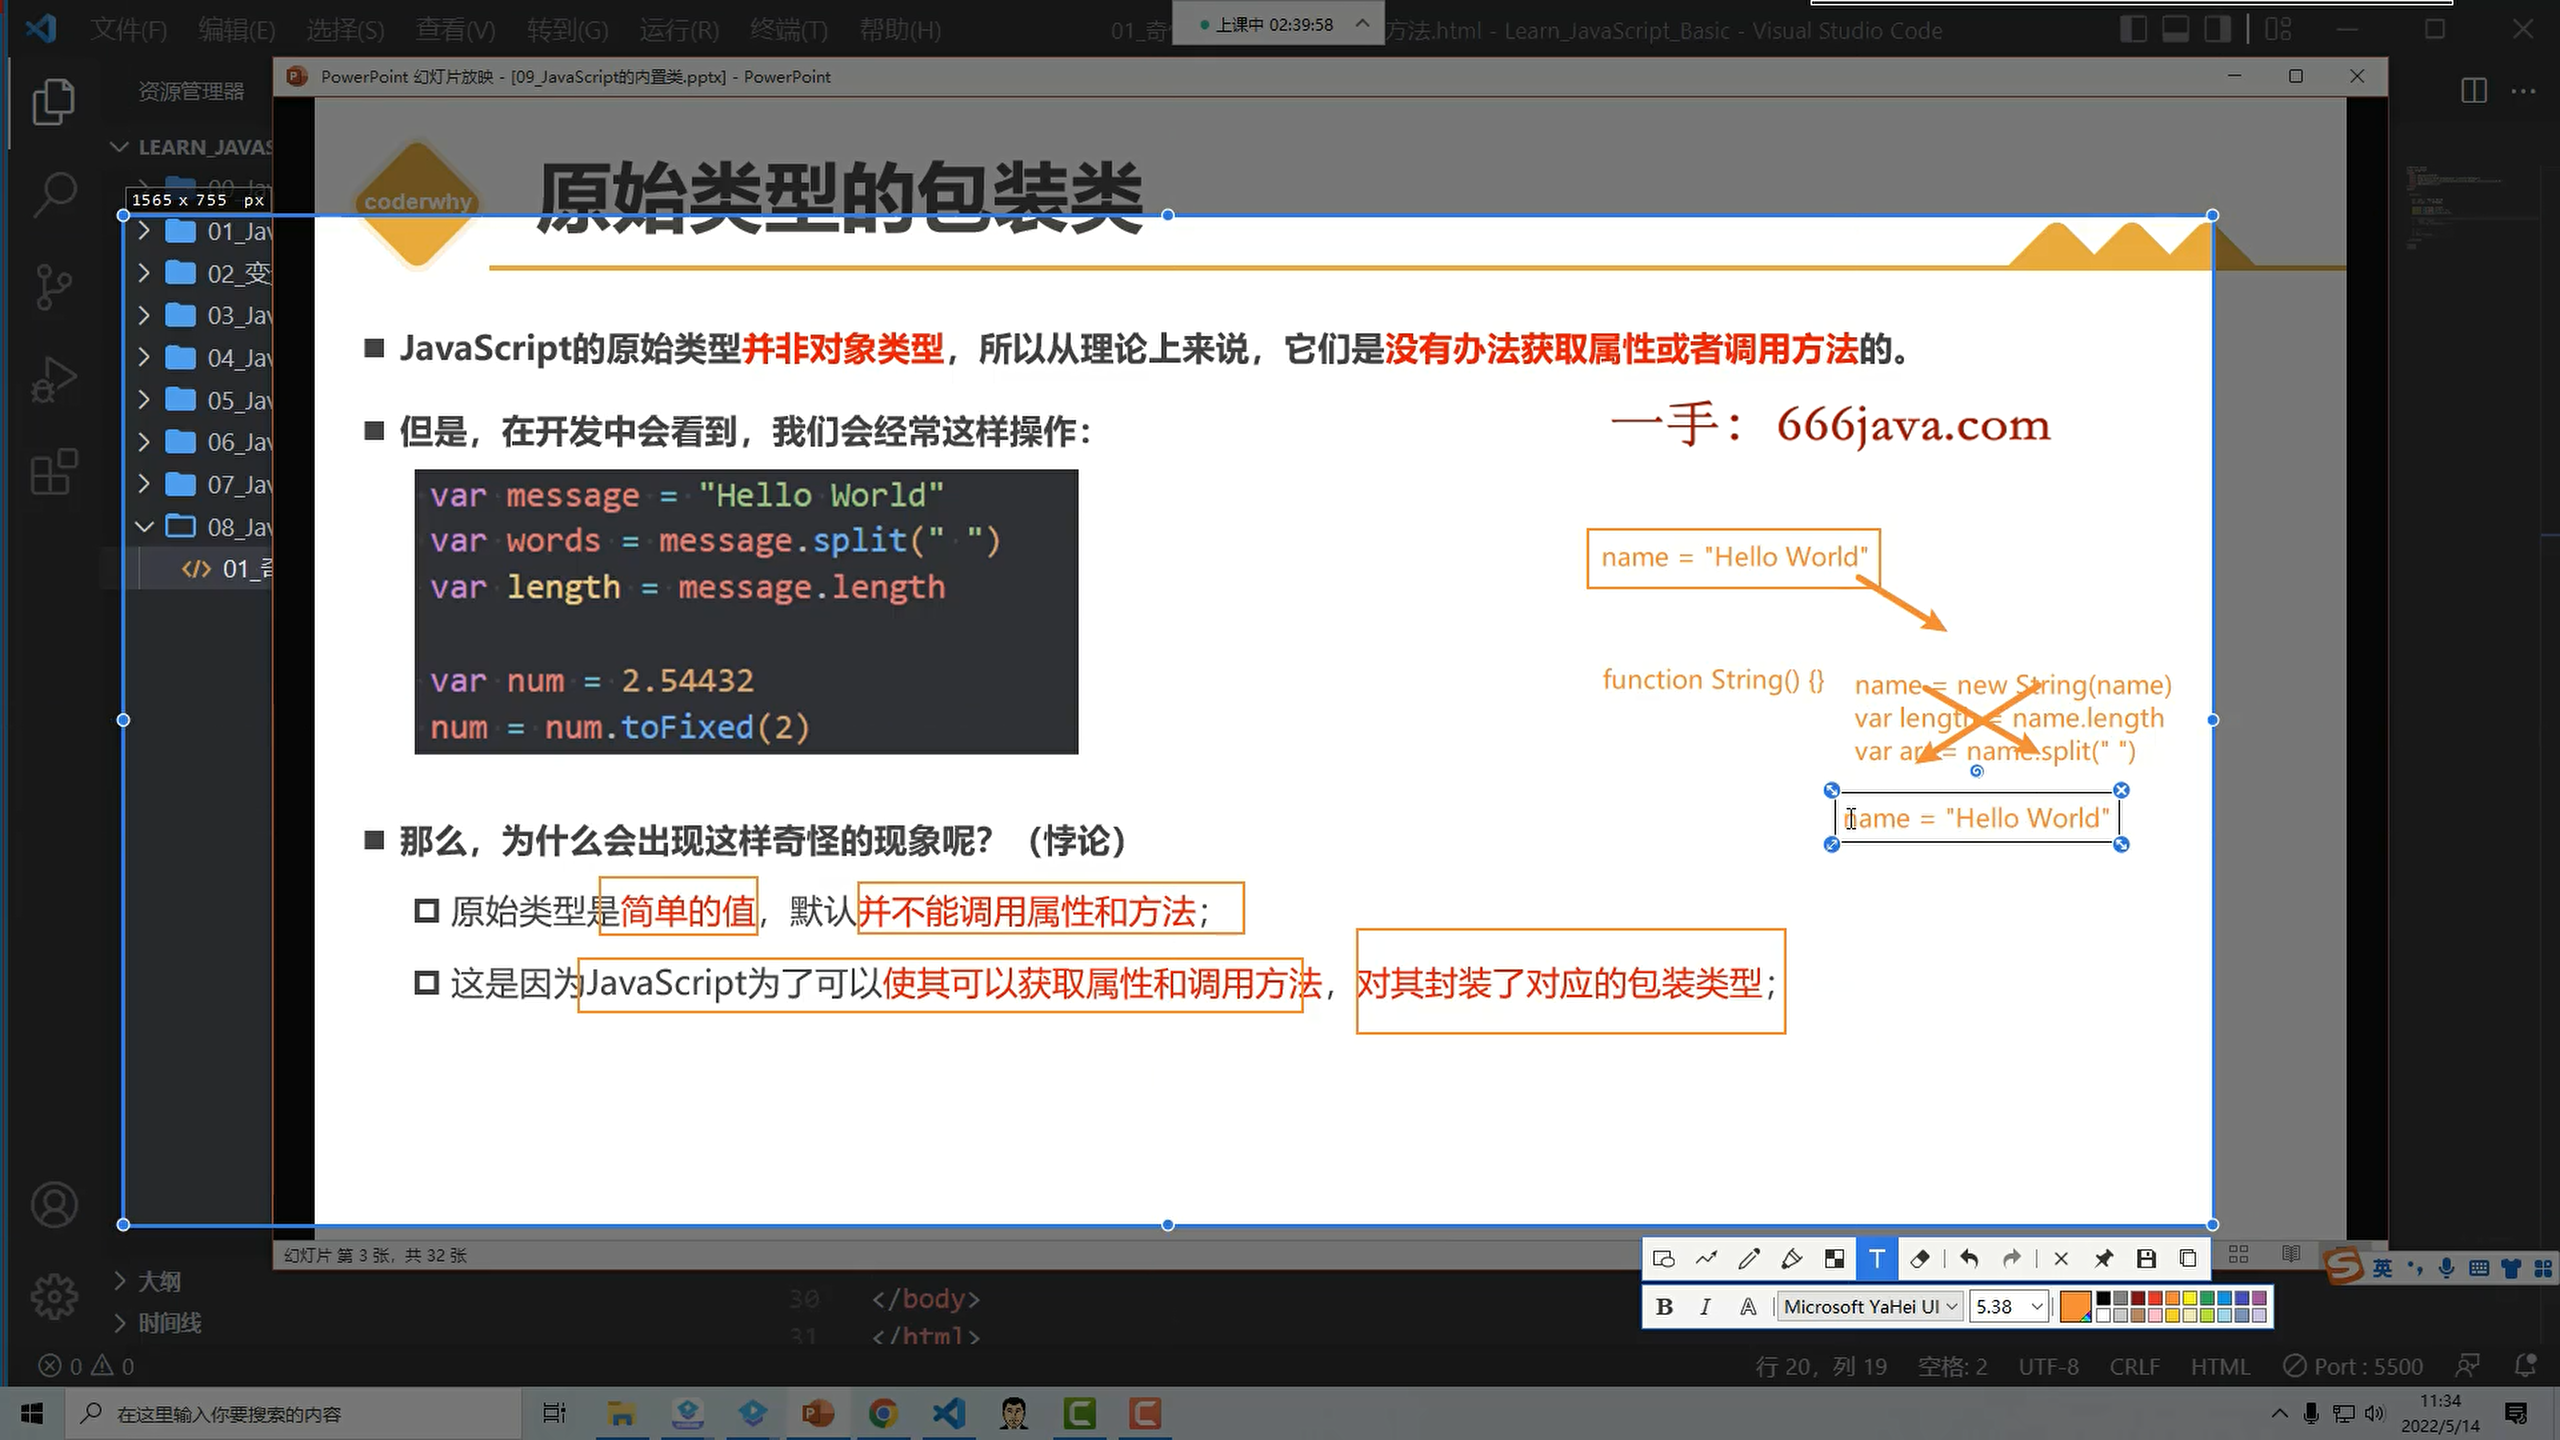 文件(F) 编辑(E) 选择(S) 查看(V) 转到(G) 运行(R) 终端(T) 帮助(H)
01_奇
上课中 02:39:58
方法.html - Learn_JavaScript_Basic - Visual Studio Code
资源管理器
PowerPoint 幻灯片放映 - [09_JavaScript的内置类.pptx] - PowerPoint
LEARN_JAVAS
1565 x 755 px
01_Jav
02_变
03_Jav
04_Jav
05_Jav
06_Jav
07_Jav
08_Jav
01_奇
coderwhy
原始类型的包装类
JavaScript的原始类型并非对象类型，所以从理论上来说，它们是没有办法获取属性或者调用方法的。
一手：666java.com
但是，在开发中会看到，我们会经常这样操作：
var message = "Hello World"
var words = message.split(" ")
var length = message.length
var num = 2.54432
num = num.toFixed(2)
name = "Hello World"
function String() {}
name = new String(name)
var length = name.length
var arr = name.split(" ")
name = "Hello World"
那么，为什么会出现这样奇怪的现象呢？（悖论）
原始类型是简单的值，默认并不能调用属性和方法；
这是因为JavaScript为了可以使其可以获取属性和调用方法，对其封装了对应的包装类型；
幻灯片 第 3 张，共 32 张
T
英
B I A Microsoft YaHei UI 5.38
大纲
时间线
30 </body>
31 </html>
0 0
行 20，列 19 空格: 2 UTF-8 CRLF HTML Port : 5500
在这里输入你要搜索的内容
11:34
2022/5/14